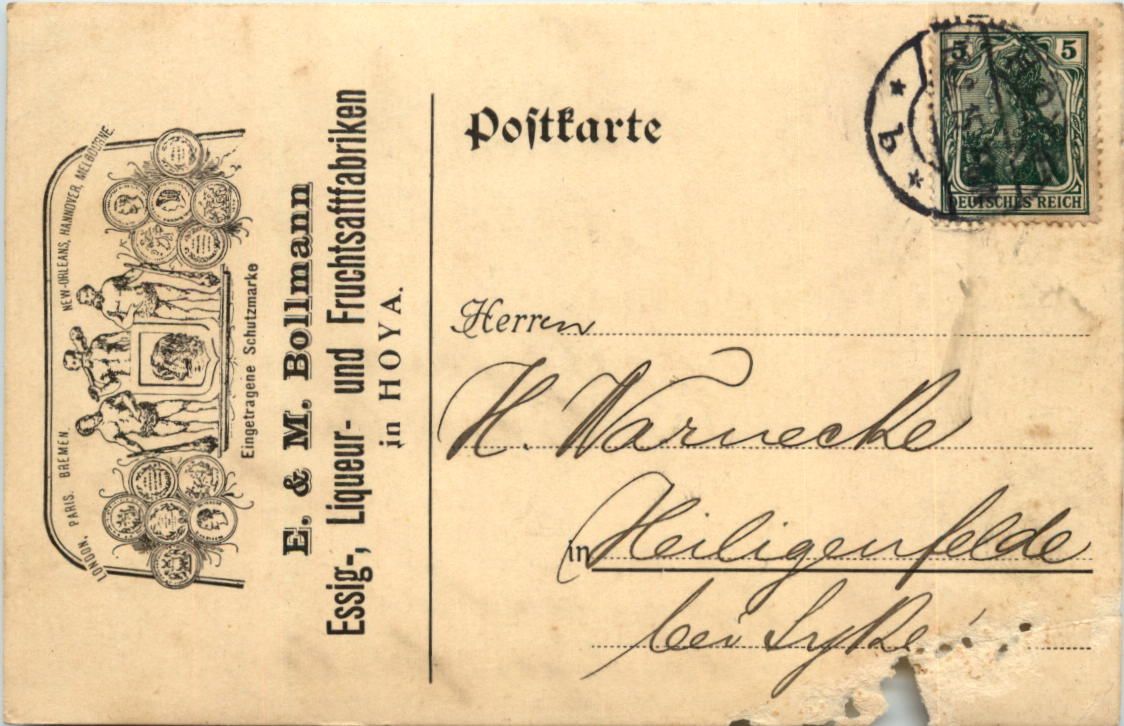 LONDON, PARIS. BREMEN.
NEW-ORLEANS, HANNOVER, MELBOURNE.
Eingetragene Schutzmarke
E. & M. Bollmann
Essig-, Liqueur- und Fruchtsaftfabriken
in HOYA.
Postkarte
5 5
DEUTSCHES REICH
* b *
Herren
H. Warnecke
in Heiligenfelde
bei Syke